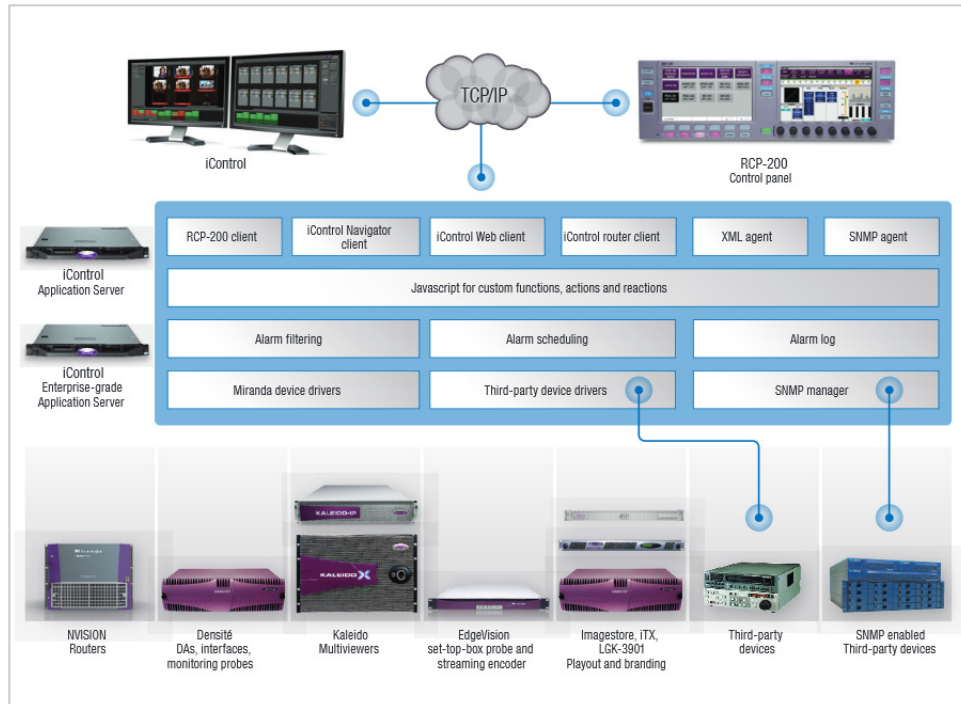 TCP/IP
iControl
RCP-200
Control panel
RCP-200 client
iControl Navigator
client
iControl Web client
iControl router client
XML agent
SNMP agent
iControl
Application Server
Javascript for custom functions, actions and reactions
Alarm filtering
Alarm scheduling
Alarm log
iControl
Enterprise-grade
Application Server
Miranda device drivers
Third-party device drivers
SNMP manager
KALEIDO-IP
KALEIDO X
NVISION
Routers
Densité
DAs, interfaces,
monitoring probes
Kaleido
Multiviewers
EdgeVision
set-top-box probe and
streaming encoder
Imagestore, iTX,
LGK-3901
Playout and branding
Third-party
devices
SNMP enabled
Third-party devices